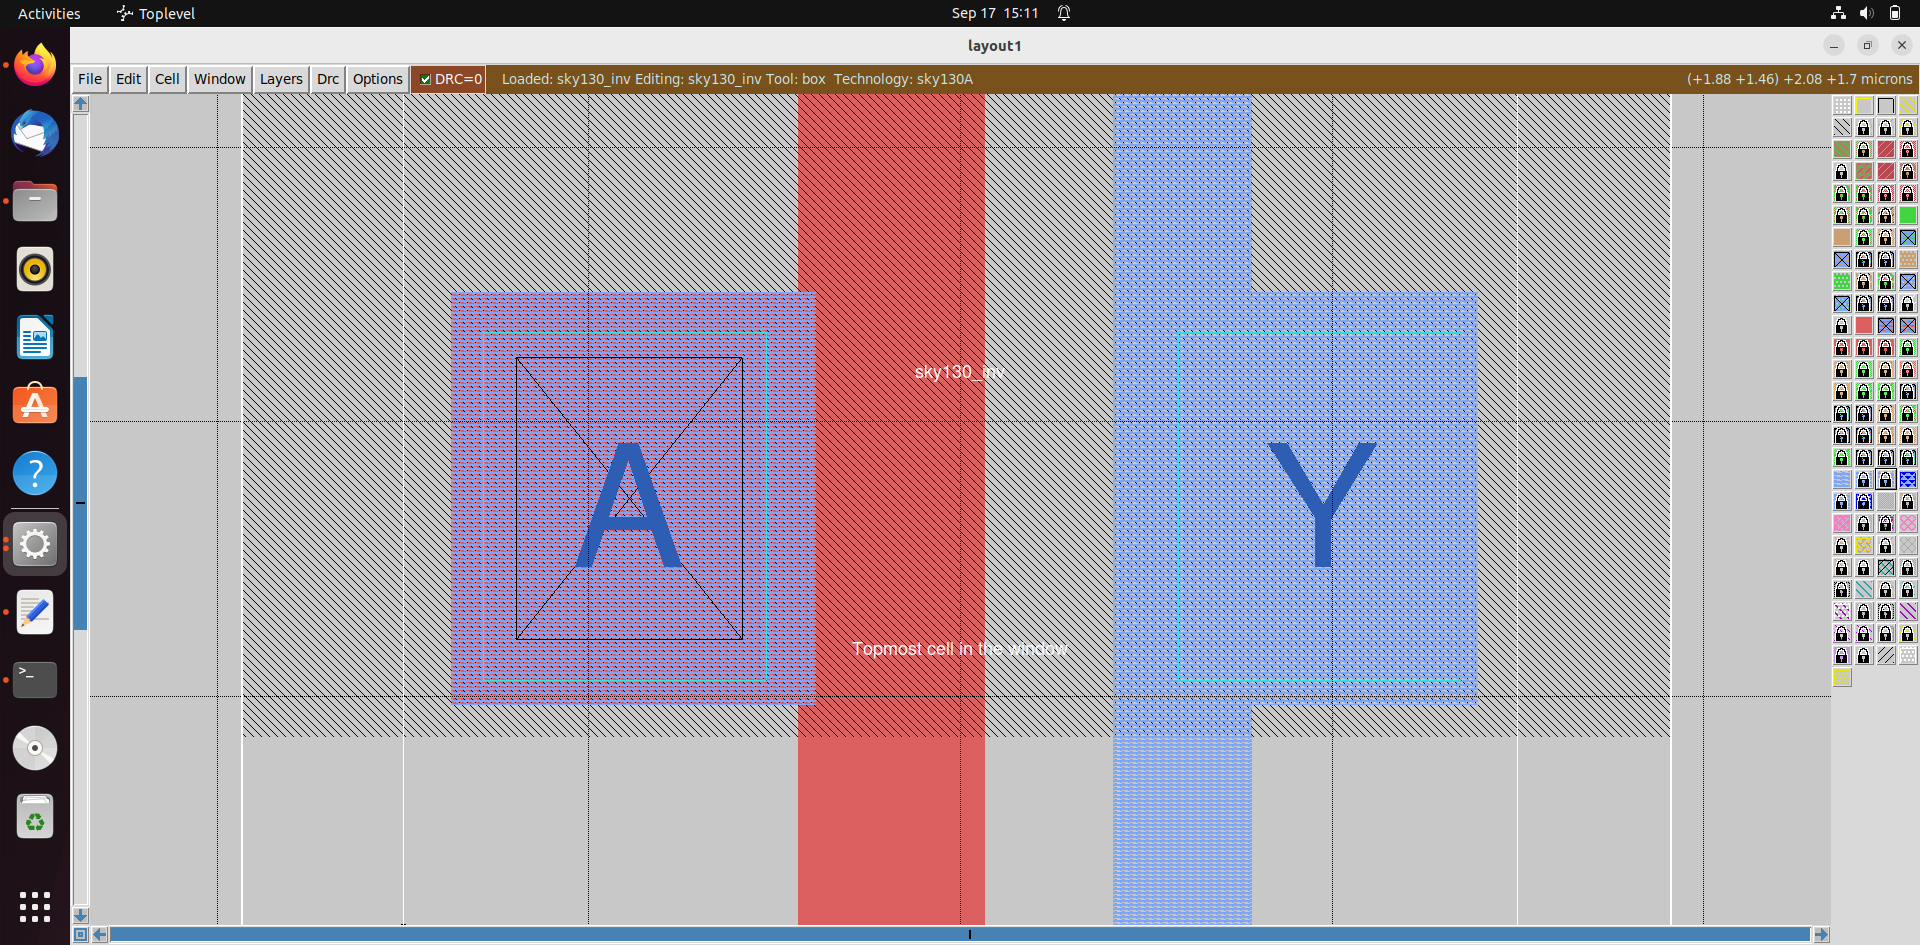 Activities
Toplevel
Sep 17 15:11
layout1
File
Edit
Cell
Window
Layers
Drc
Options
DRC=0
Loaded: sky130_inv Editing: sky130_inv Tool: box Technology: sky130A
(+1.88 +1.46) +2.08 +1.7 microns
sky130_inv
A
Y
Topmost cell in the window